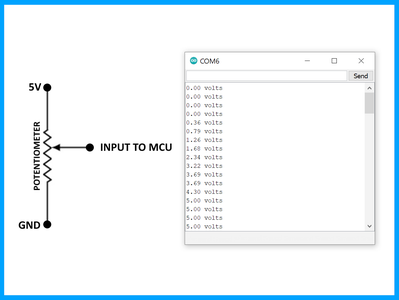 5V
POTENTIOMETER
INPUT TO MCU
GND
COM6
Send
0.00 volts
0.00 volts
0.00 volts
0.00 volts
0.36 volts
0.79 volts
1.26 volts
1.68 volts
2.34 volts
3.22 volts
3.69 volts
3.69 volts
4.30 volts
5.00 volts
5.00 volts
5.00 volts
5.00 volts